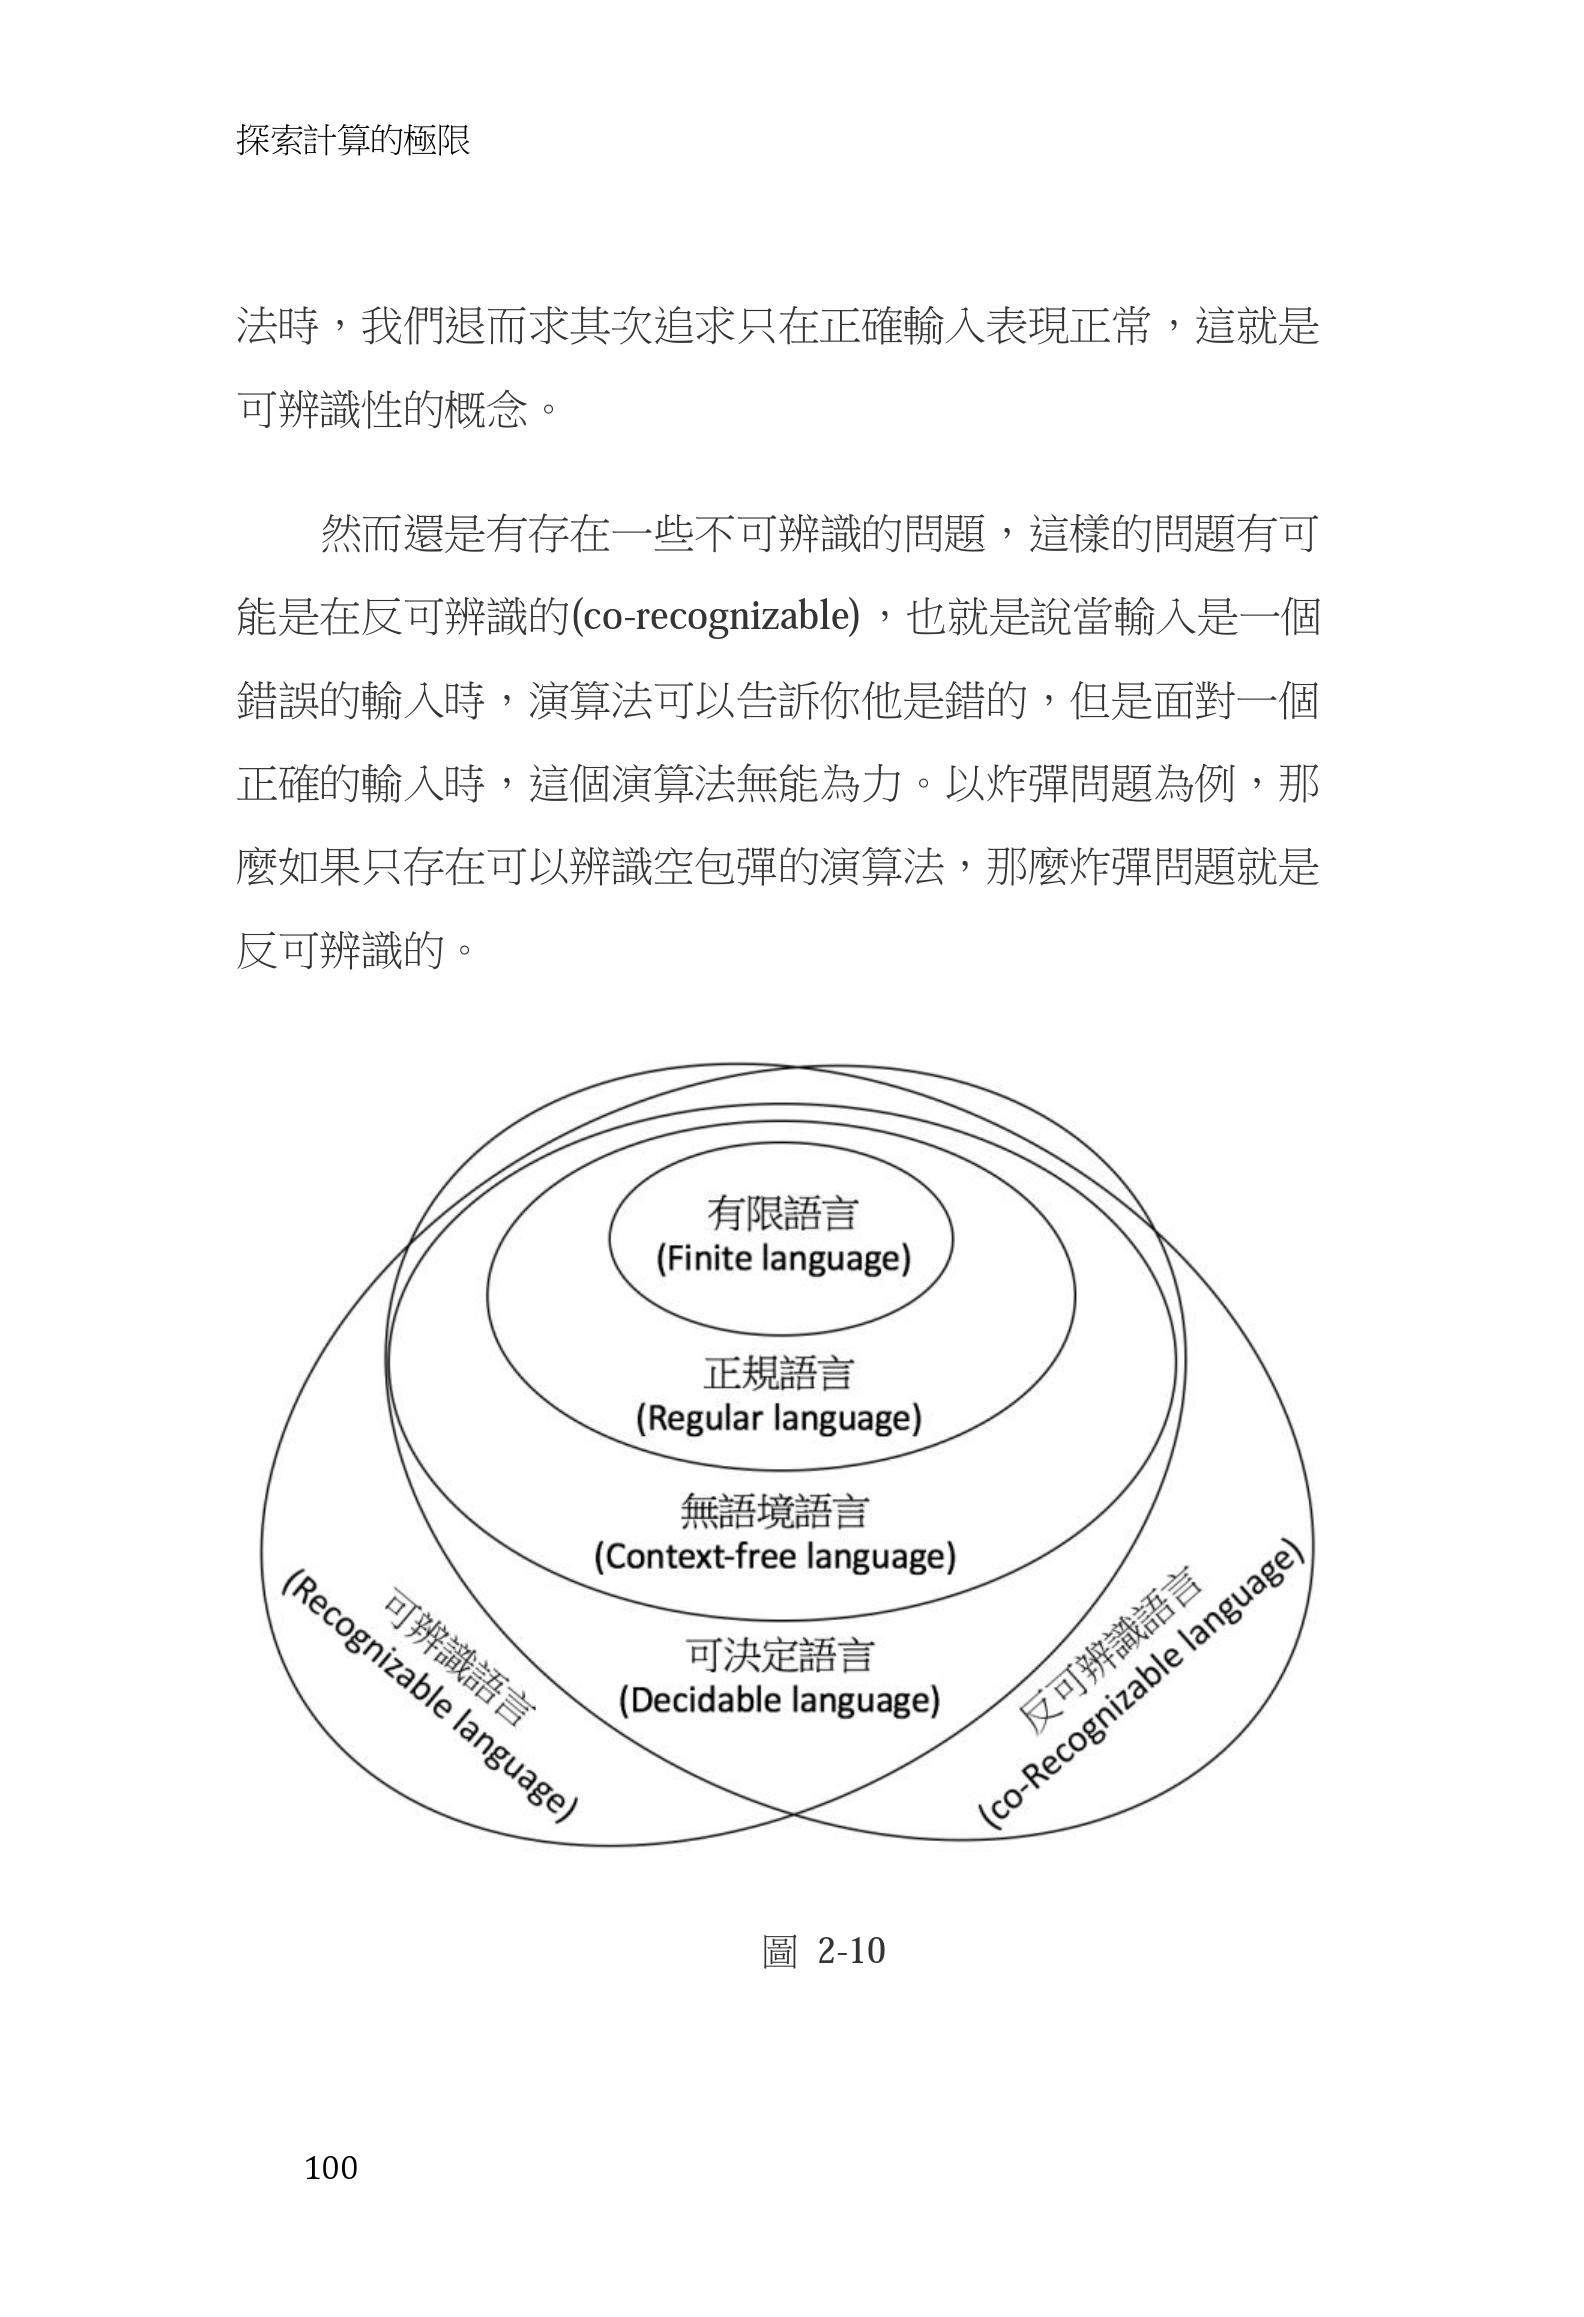 探索計算的極限
法時，我們退而求其次追求只在正確輸入表現正常，這就是
可辨識性的概念。
然而還是有存在一些不可辨識的問題，這樣的問題有可
能是在反可辨識的(co-recognizable)，也就是說當輸入是一個
錯誤的輸入時，演算法可以告訴你他是錯的，但是面對一個
正確的輸入時，這個演算法無能為力。以炸彈問題為例，那
麼如果只存在可以辨識空包彈的演算法，那麼炸彈問題就是
反可辨識的。
有限語言
(Finite language)
正規語言
(Regular language)
無語境語言
(Context-free language)
可決定語言
(Decidable language)
可辨識語言
(Recognizable language)
反可辨識語言
(co-Recognizable language)
圖 2-10
100